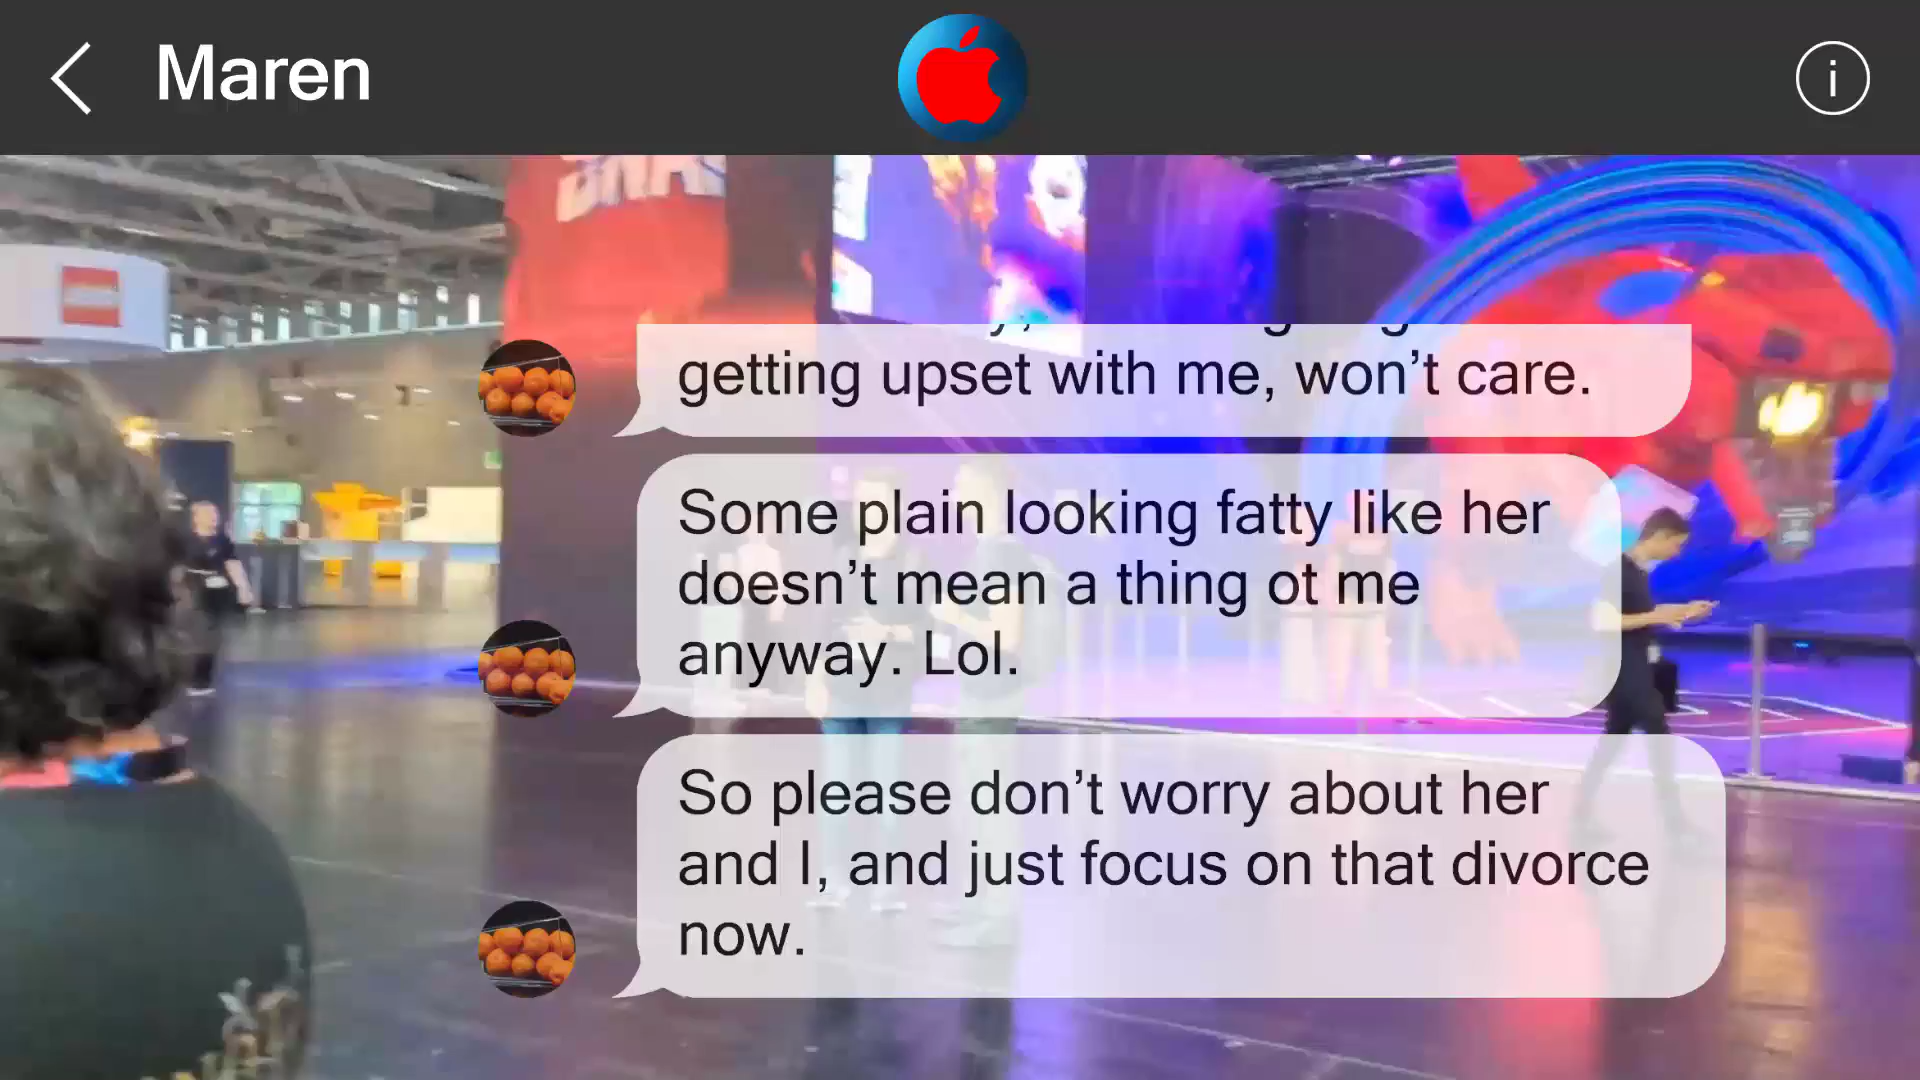 Maren
getting upset with me, won’t care.
Some plain looking fatty like her
doesn’t mean a thing ot me
anyway. Lol.
So please don’t worry about her
and I, and just focus on that divorce
now.